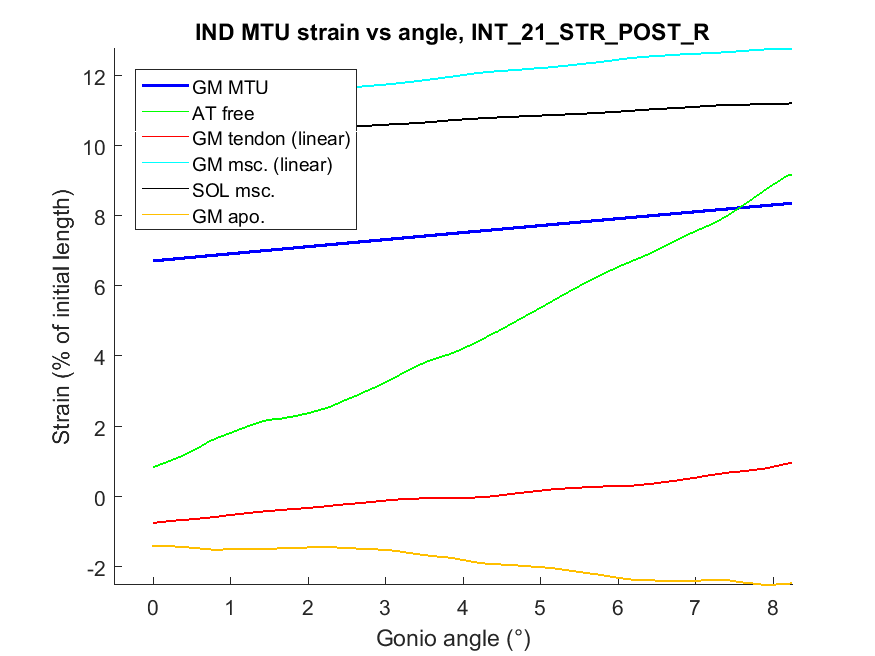 IND MTU strain vs angle, INT_21_STR_POST_R
GM MTU
AT free
GM tendon (linear)
GM msc. (linear)
SOL msc.
GM apo.
Strain (% of initial length)
12
10
8
6
4
2
0
-2
0 1 2 3 4 5 6 7 8
Gonio angle (°)